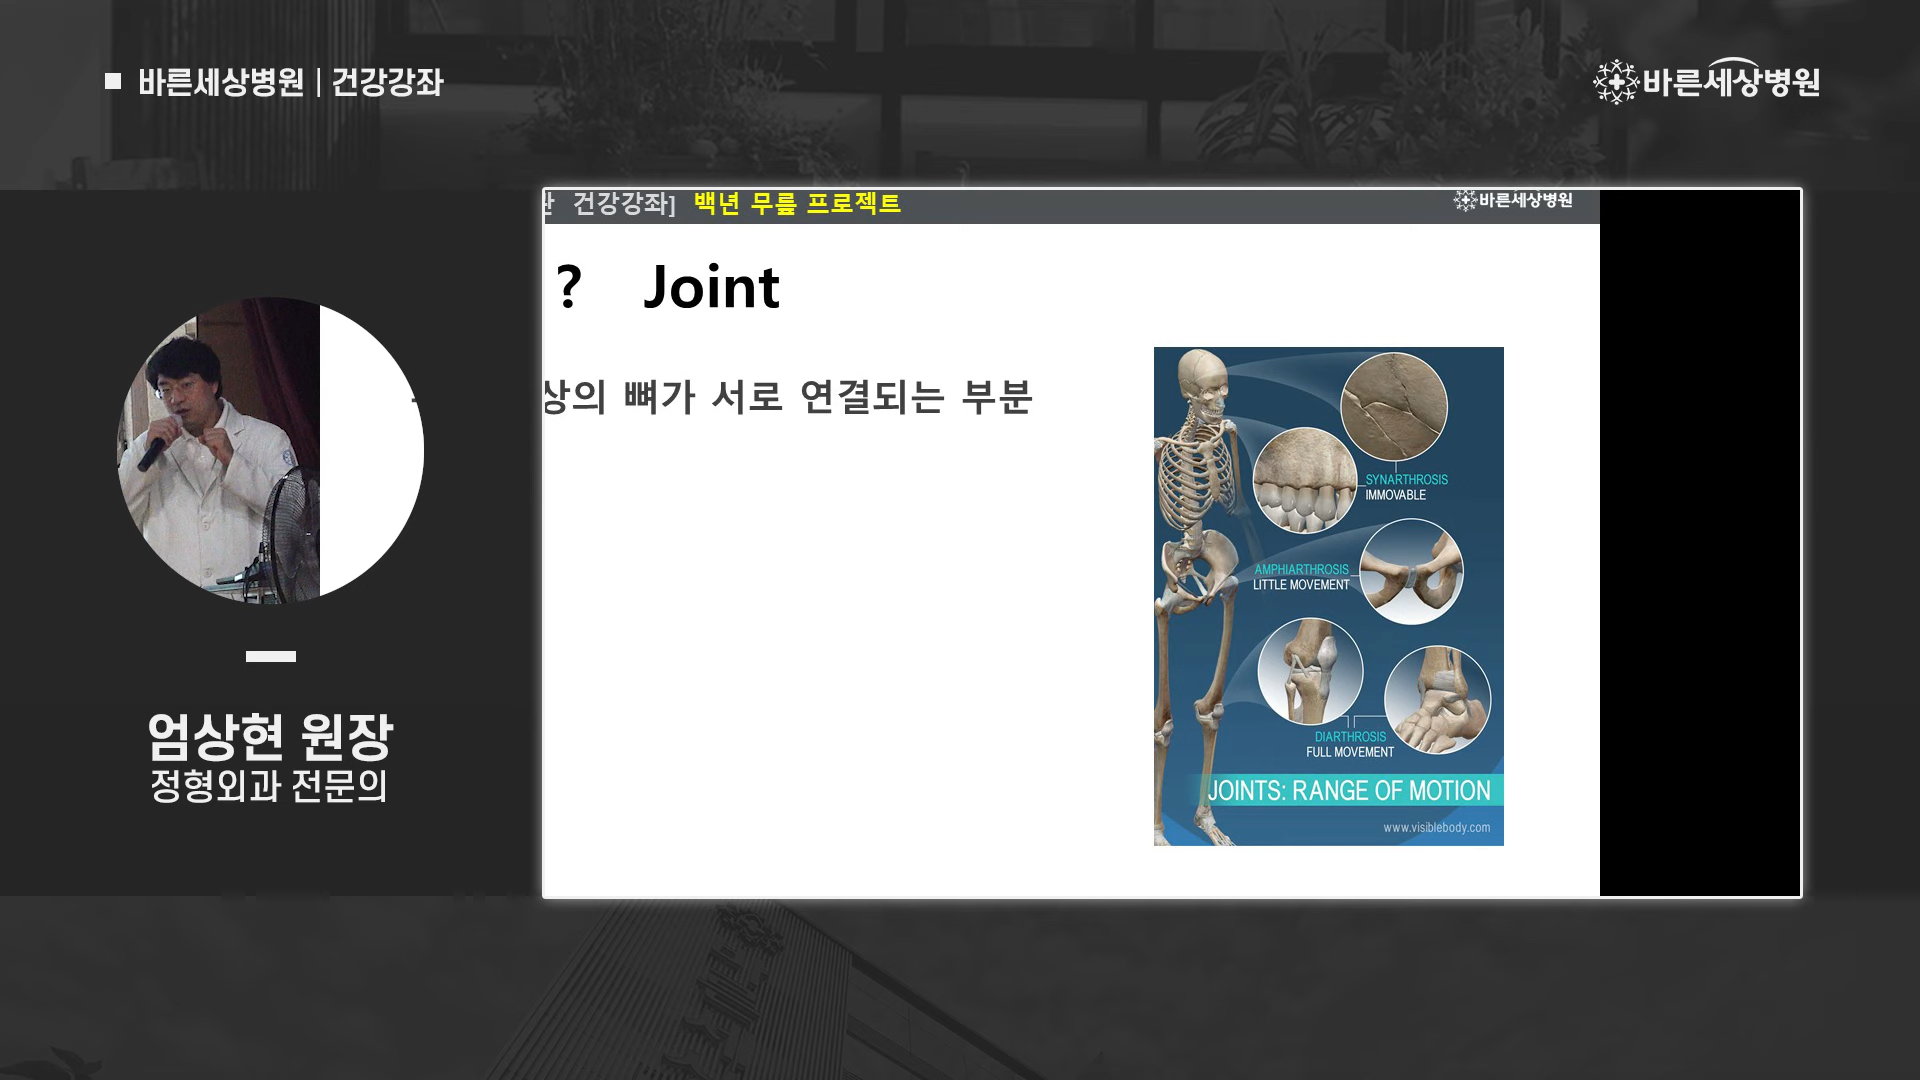 바른세상병원 | 건강강좌
바른세상병원
건강강좌] 백년 무릎 프로젝트
바른세상병원
? Joint
상의 뼈가 서로 연결되는 부분
SYNARTHROSIS
IMMOVABLE
AMPHIARTHROSIS
LITTLE MOVEMENT
DIARTHROSIS
FULL MOVEMENT
JOINTS: RANGE OF MOTION
www.visiblebody.com
엄상현 원장
정형외과 전문의